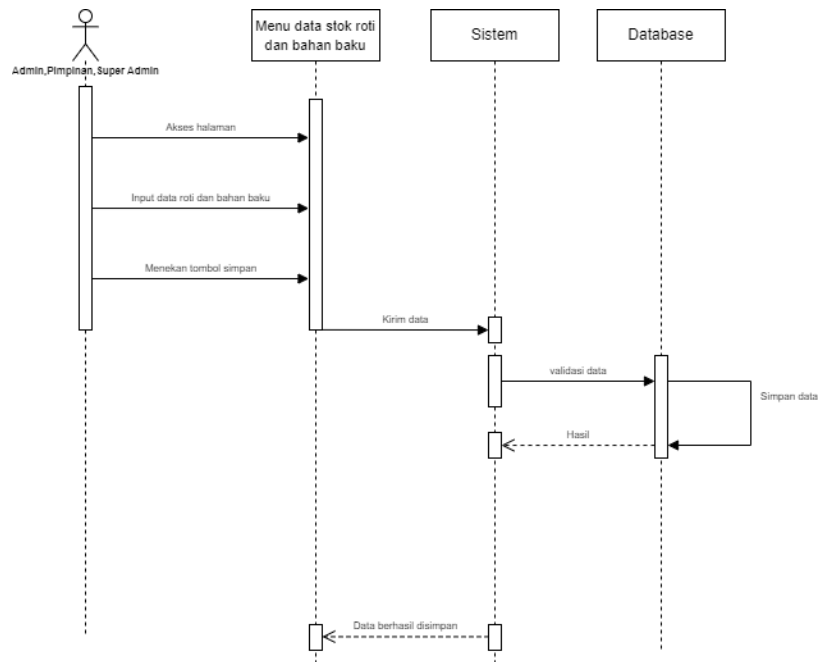 Menu data stok roti
dan bahan baku
Sistem
Database
Admin,Pimpinan,Super Admin
Akses halaman
Input data roti dan bahan baku
Menekan tombol simpan
Kirim data
validasi data
Simpan data
Hasil
Data berhasil disimpan